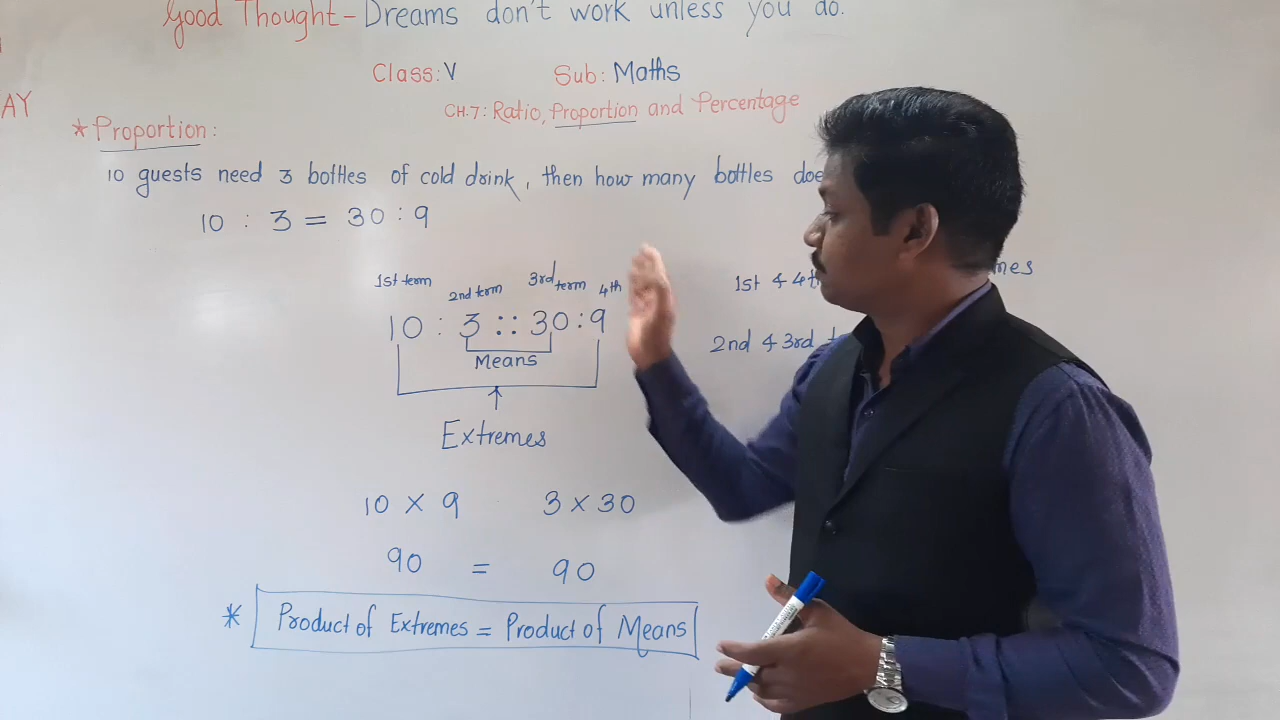 Good Thought - Dreams don't work unless you do.
Class: V Sub: Maths
AY
CH.7: Ratio, Proportion and Percentage
* Proportion:
10 guests need 3 bottles of cold drink, then how many bottles
10 : 3 = 30 : 9
1st term 2nd term 3rd term 4th
10 : 3 :: 30 : 9
Means
Extremes
1st & 4th
2nd & 3rd
10 × 9 3 × 30
90 = 90
* Product of Extremes = Product of Means